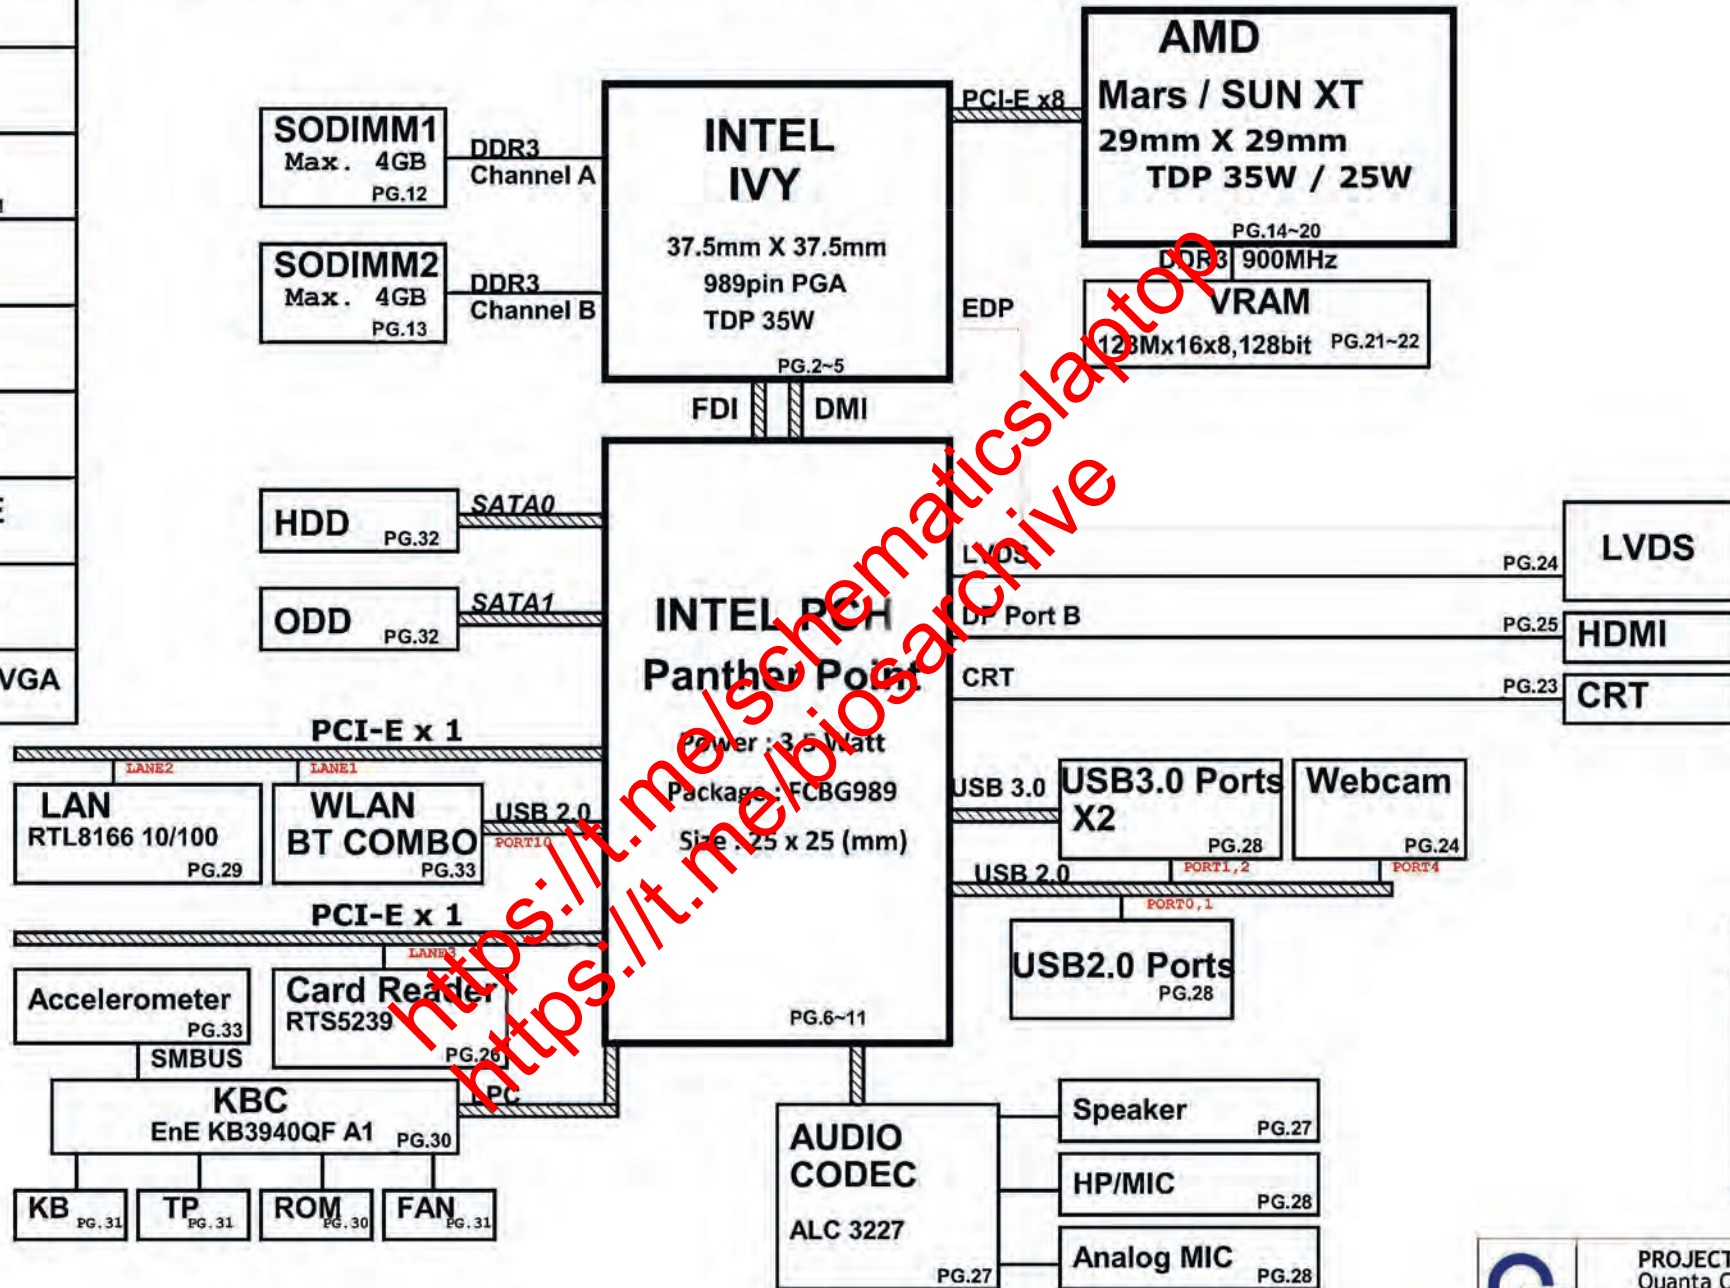 AMD
Mars / SUN XT
29mm X 29mm
TDP 35W / 25W
PG.14~20
PCI-E x8
INTEL
IVY
37.5mm X 37.5mm
989pin PGA
TDP 35W
PG.2~5
SODIMM1
Max. 4GB
PG.12
DDR3
Channel A
SODIMM2
Max. 4GB
PG.13
DDR3
Channel B
EDP
DDR3 900MHz
VRAM
128Mx16x8,128bit PG.21~22
FDI DMI
HDD PG.32
SATA0
ODD PG.32
SATA1
INTEL PCH
Panther Point
Power : 3.5 Watt
Package : FCBG989
Size : 25 x 25 (mm)
PG.6~11
LVDS PG.24 LVDS
DP Port B PG.25 HDMI
CRT PG.23 CRT
VGA
PCI-E x 1
LANE2 LANE1
LAN
RTL8166 10/100
PG.29
WLAN
BT COMBO
PG.33
USB 2.0
PORT10
USB 3.0
USB3.0 Ports
X2
PG.28
Webcam
PG.24
USB 2.0
PORT1,2
PORT4
PORT0,1
USB2.0 Ports
PG.28
PCI-E x 1
LANE3
Accelerometer
PG.33
SMBUS
Card Reader
RTS5239
PG.26
LPC
KBC
EnE KB3940QF A1 PG.30
KB PG.31
TP PG.31
ROM PG.30
FAN PG.31
AUDIO
CODEC
ALC 3227
PG.27
Speaker
PG.27
HP/MIC
PG.28
Analog MIC
PG.28
PROJECT
Quanta C
https://t.me/schematicslaptop
https://t.me/biosarchive